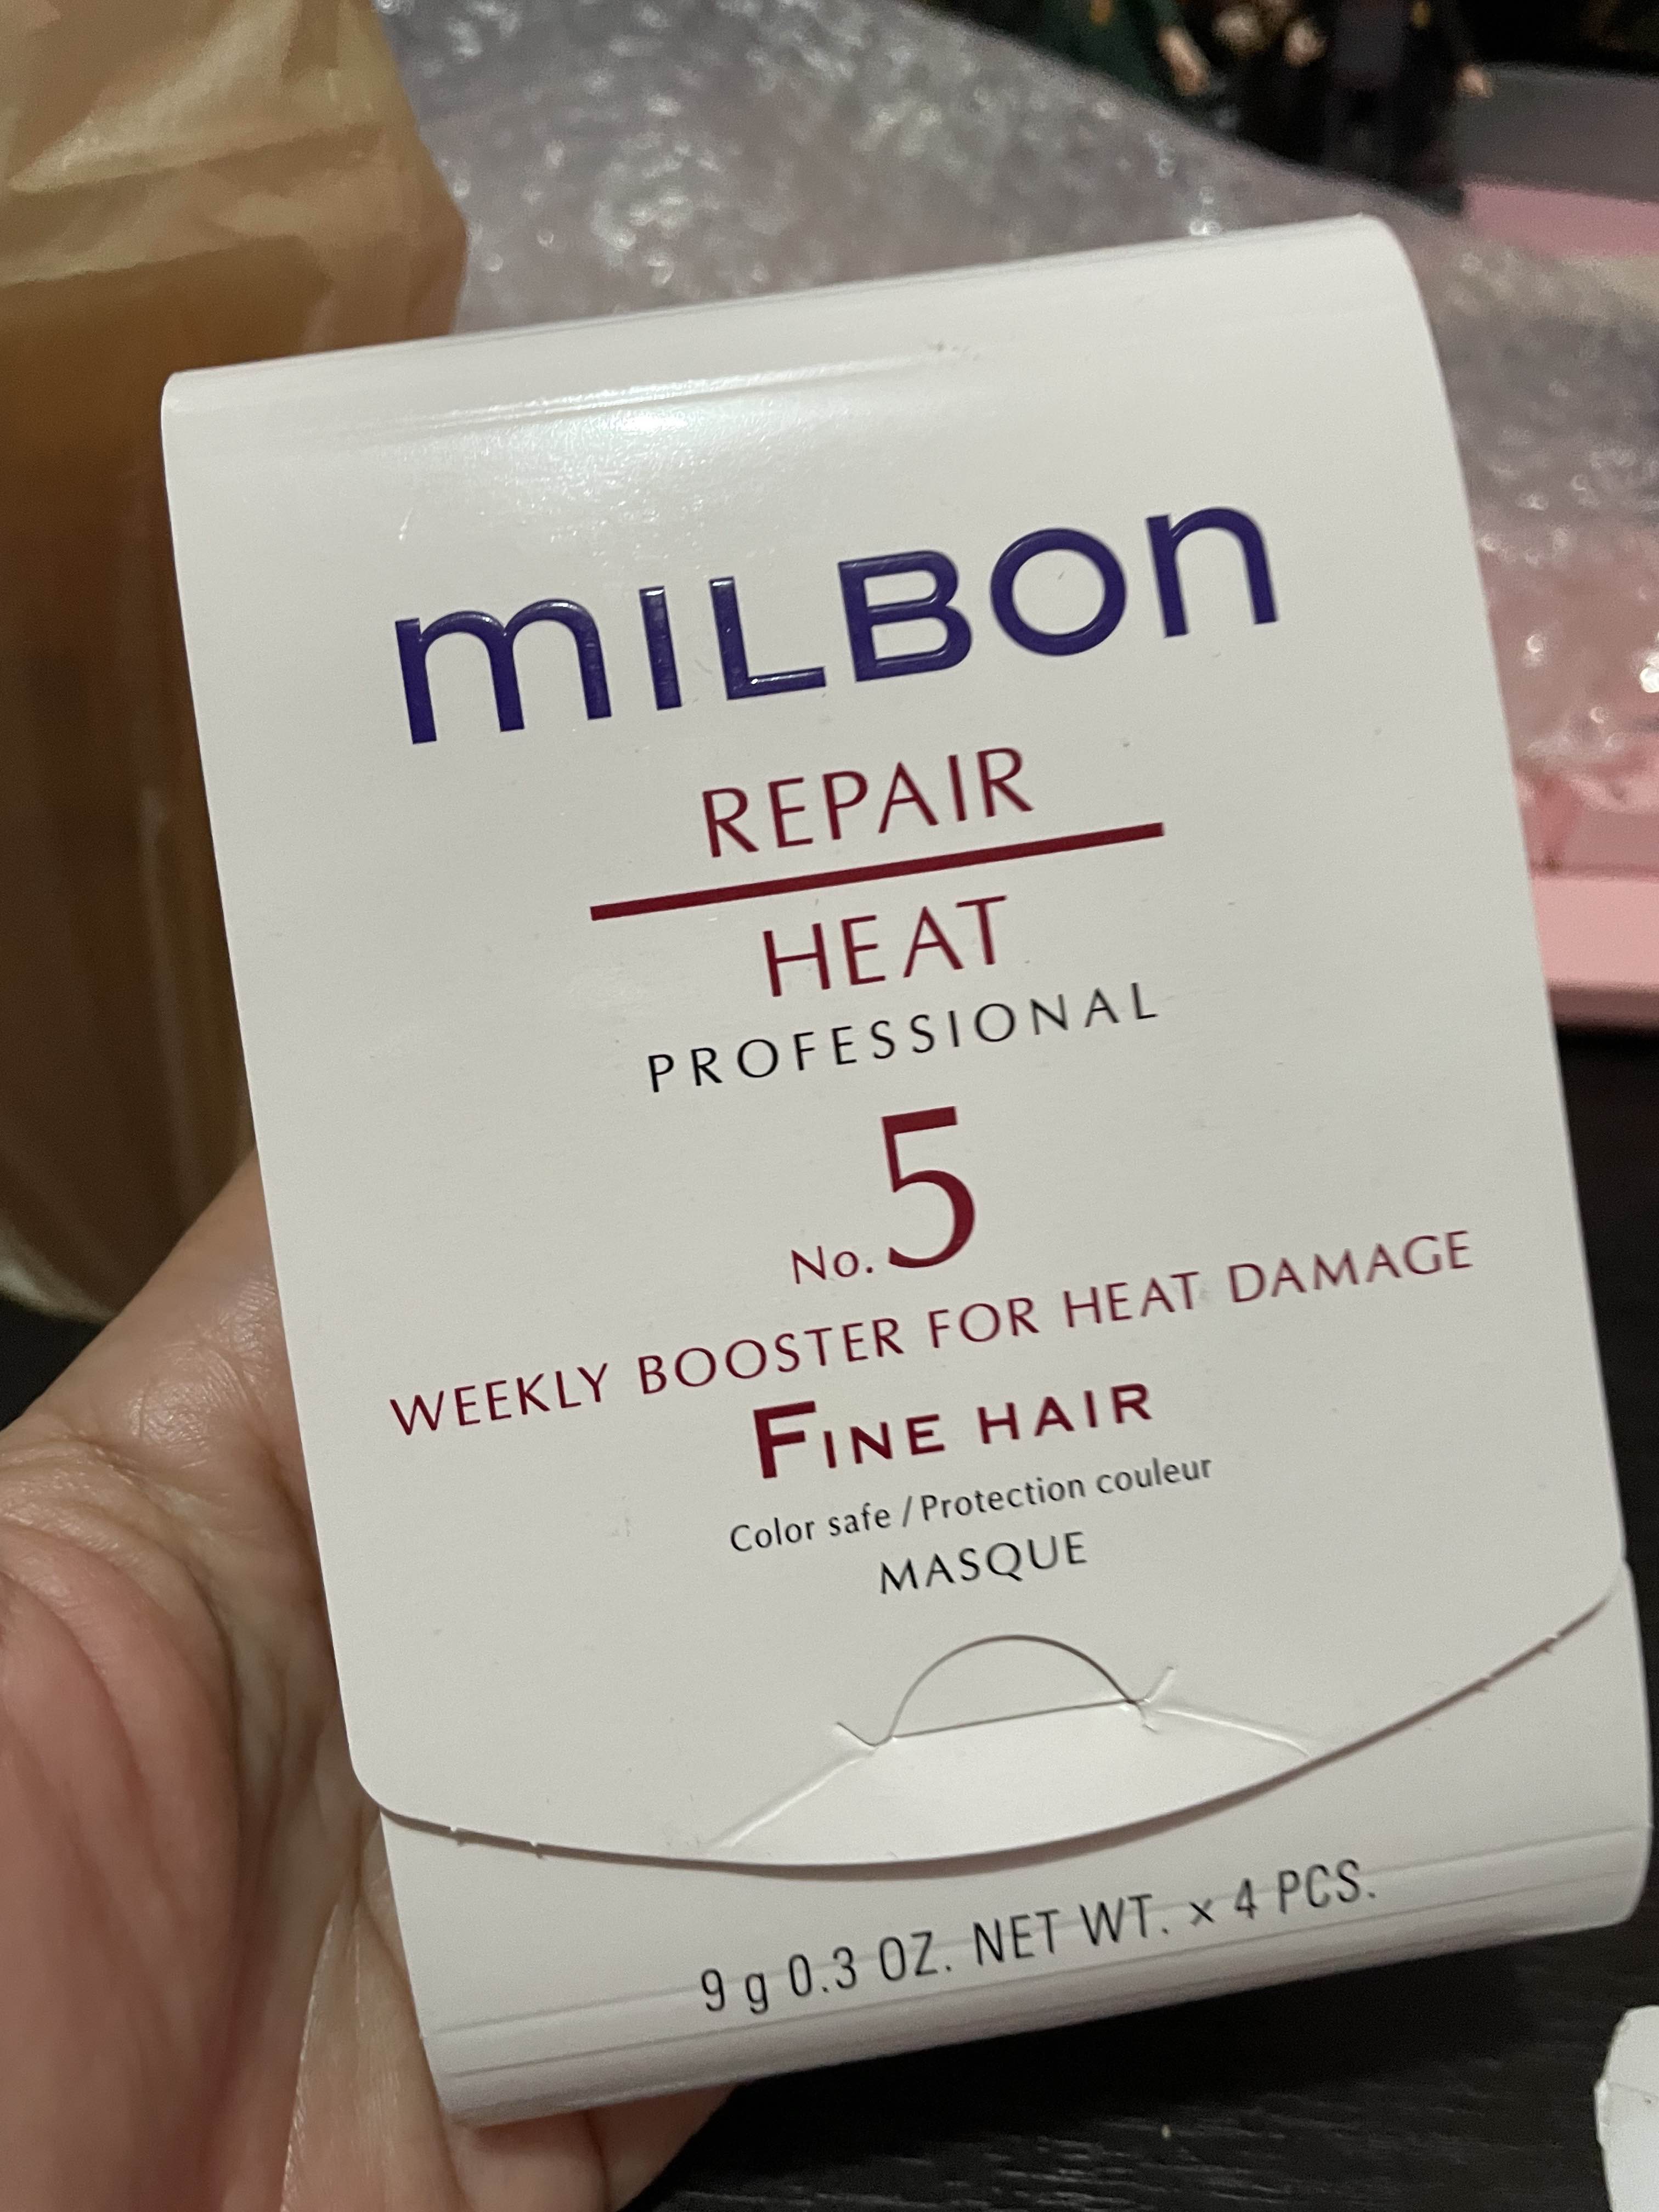 MILBON
REPAIR
HEAT
PROFESSIONAL
No. 5
WEEKLY BOOSTER FOR HEAT DAMAGE
FINE HAIR
Color safe / Protection couleur
MASQUE
9 g 0.3 OZ. NET WT. × 4 PCS.